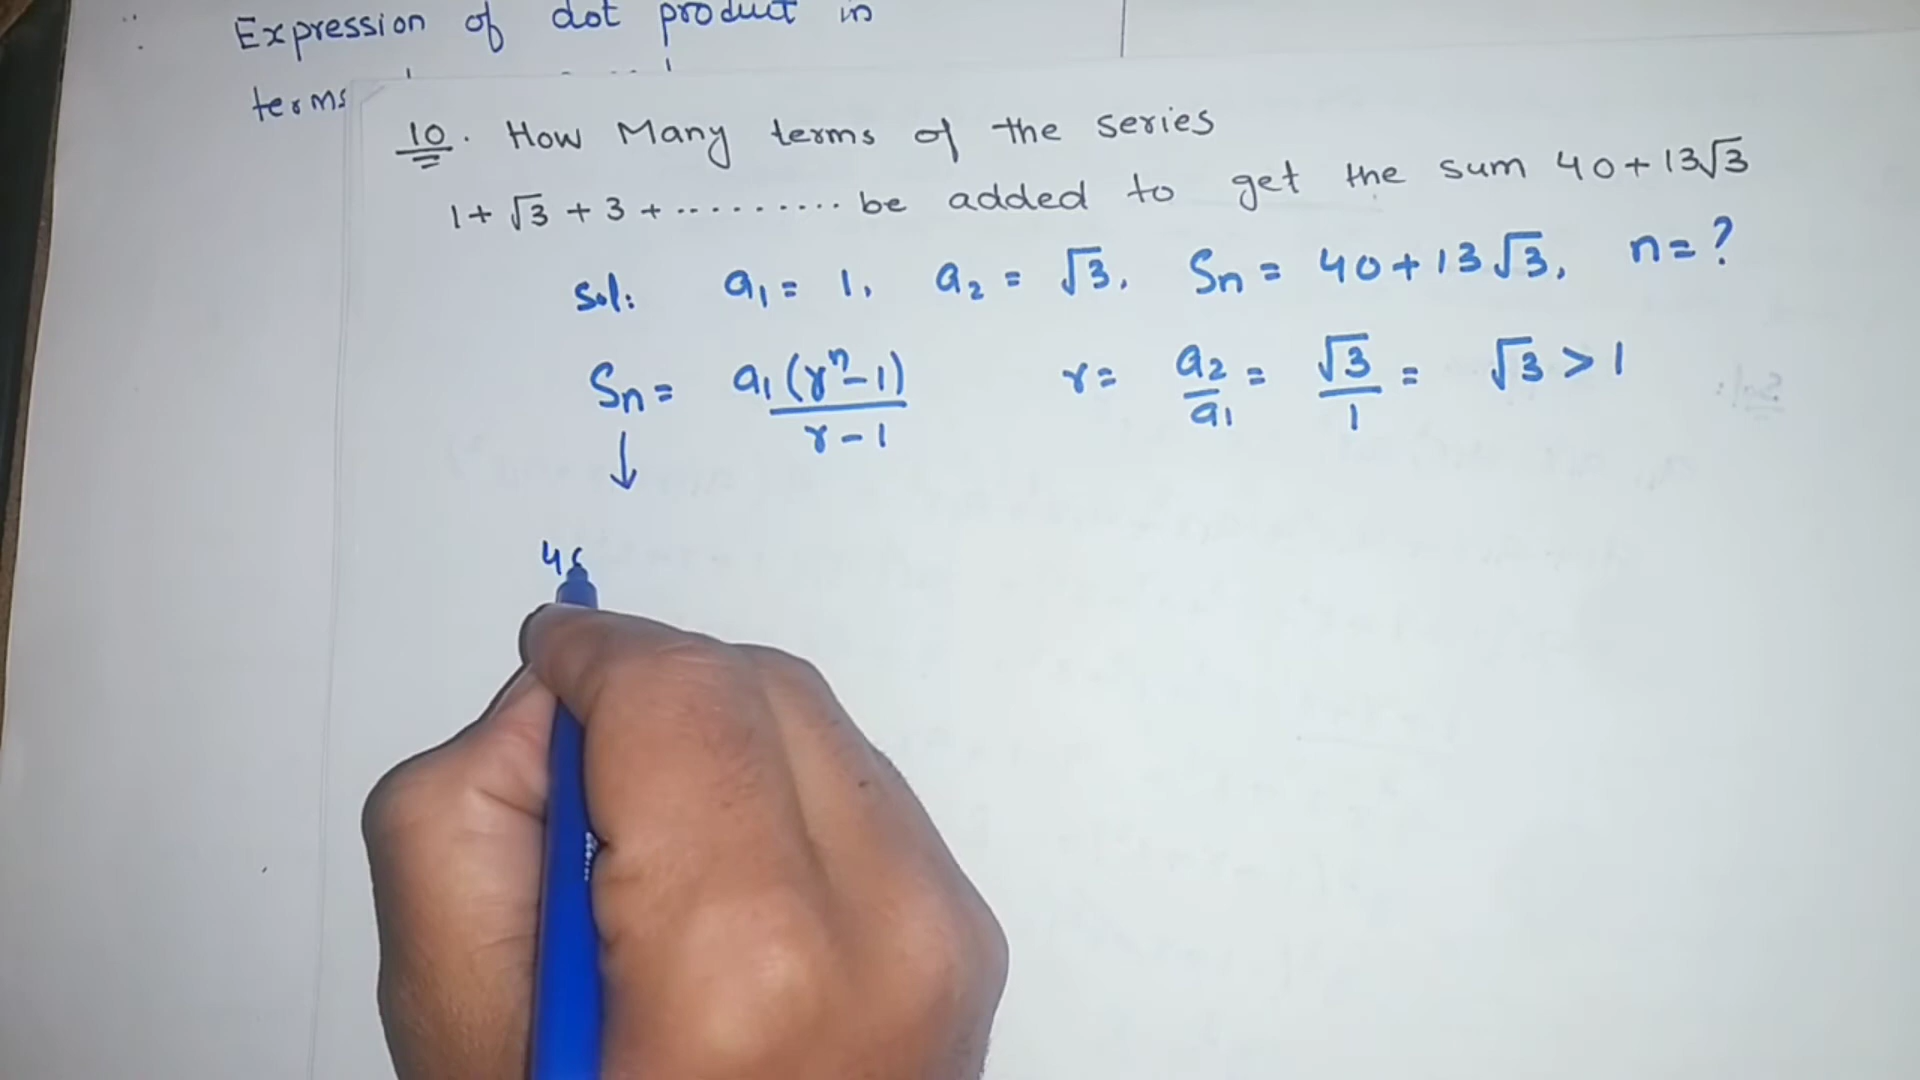 Expression of dot product in
terms
10. How Many terms of the series
1 + √3 + 3 + .......... be added to get the sum 40 + 13√3
Sol: a₁ = 1, a₂ = √3, Sn = 40 + 13√3, n = ?
Sn = a₁(rⁿ - 1) / r - 1 r = a₂/a₁ = √3/1 = √3 > 1
↓